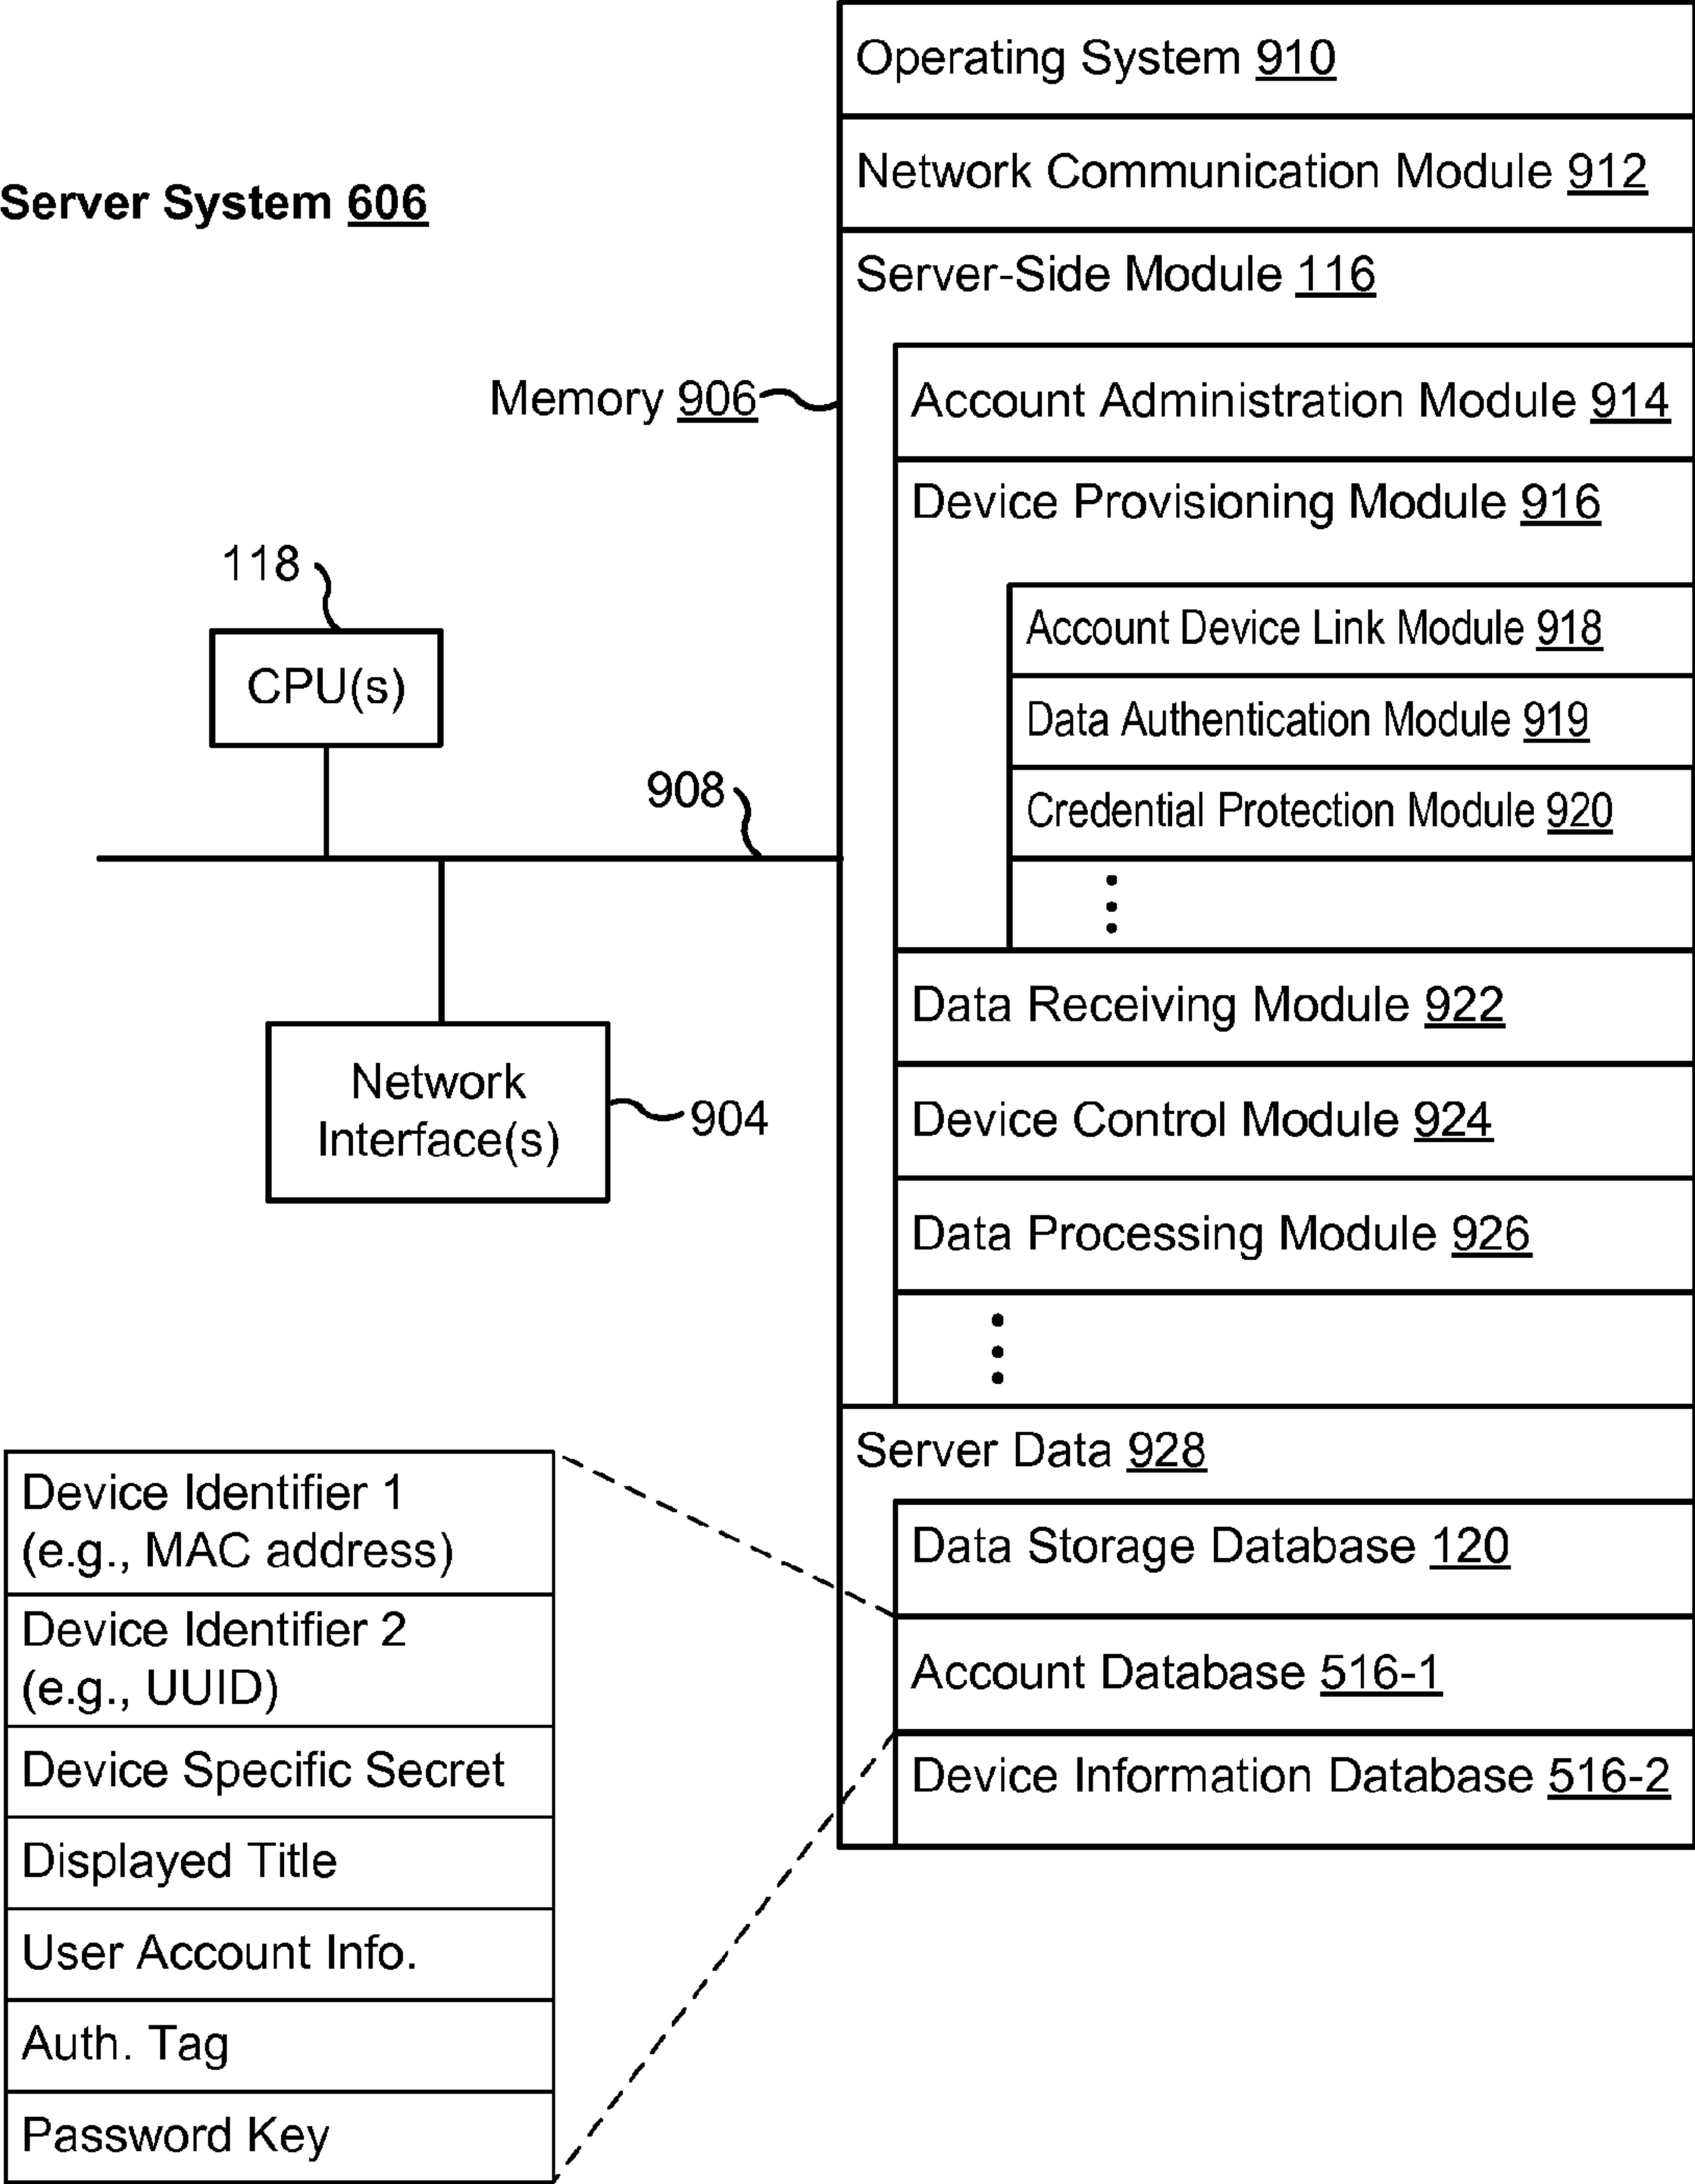 Server System 606
Operating System 910
Network Communication Module 912
Server-Side Module 116
Memory 906
Account Administration Module 914
Device Provisioning Module 916
Account Device Link Module 918
Data Authentication Module 919
Credential Protection Module 920
118
CPU(s)
908
Network
Interface(s)
904
Data Receiving Module 922
Device Control Module 924
Data Processing Module 926
Server Data 928
Data Storage Database 120
Account Database 516-1
Device Information Database 516-2
Device Identifier 1
(e.g., MAC address)
Device Identifier 2
(e.g., UUID)
Device Specific Secret
Displayed Title
User Account Info.
Auth. Tag
Password Key